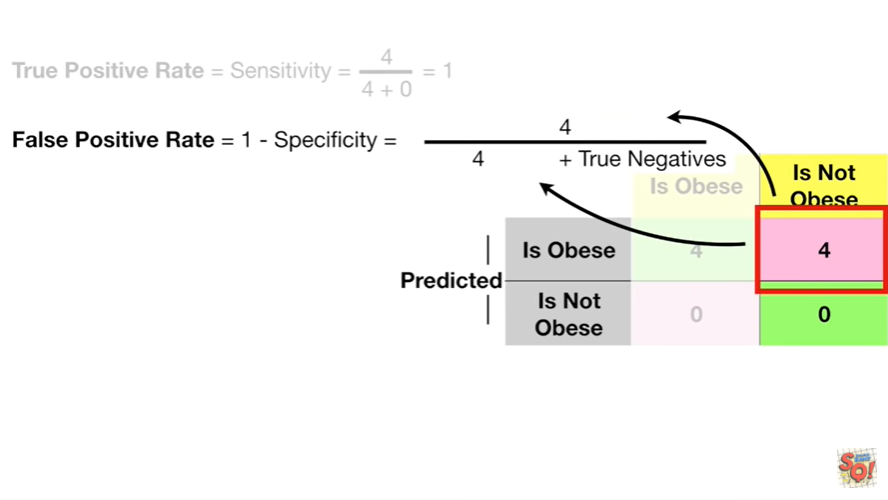 True Positive Rate = Sensitivity = 4 / 4 + 0 = 1
4
False Positive Rate = 1 - Specificity =
4 + True Negatives
Is Obese
Is Not
Obese
Is Obese 4 4
Predicted
Is Not
Obese 0 0
SQ!